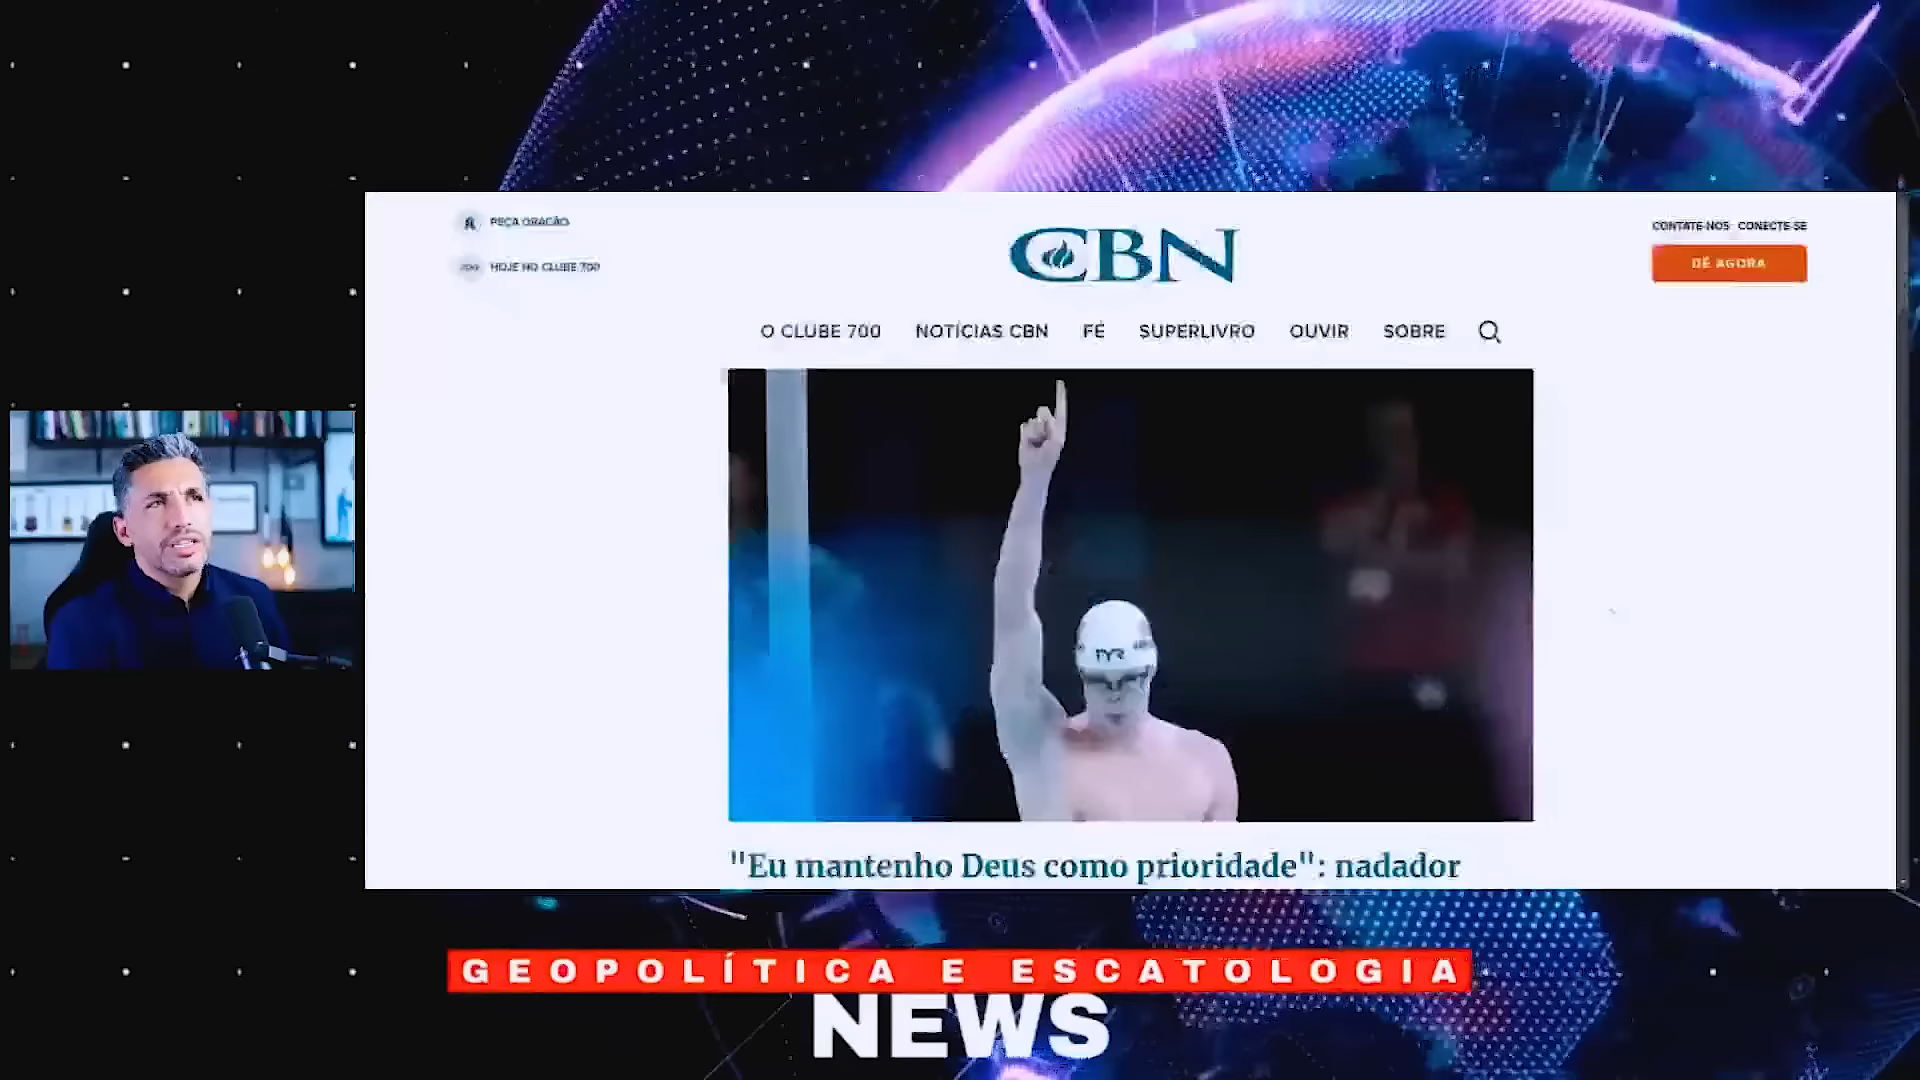 PEÇA ORAÇÃO
HOJE NO CLUBE 700
CBN
CONTATE-NOS CONECTE-SE
DÊ AGORA
O CLUBE 700 NOTÍCIAS CBN FÉ SUPERLIVRO OUVIR SOBRE
TYR
"Eu mantenho Deus como prioridade": nadador
GEOPOLÍTICA E ESCATOLOGIA
NEWS